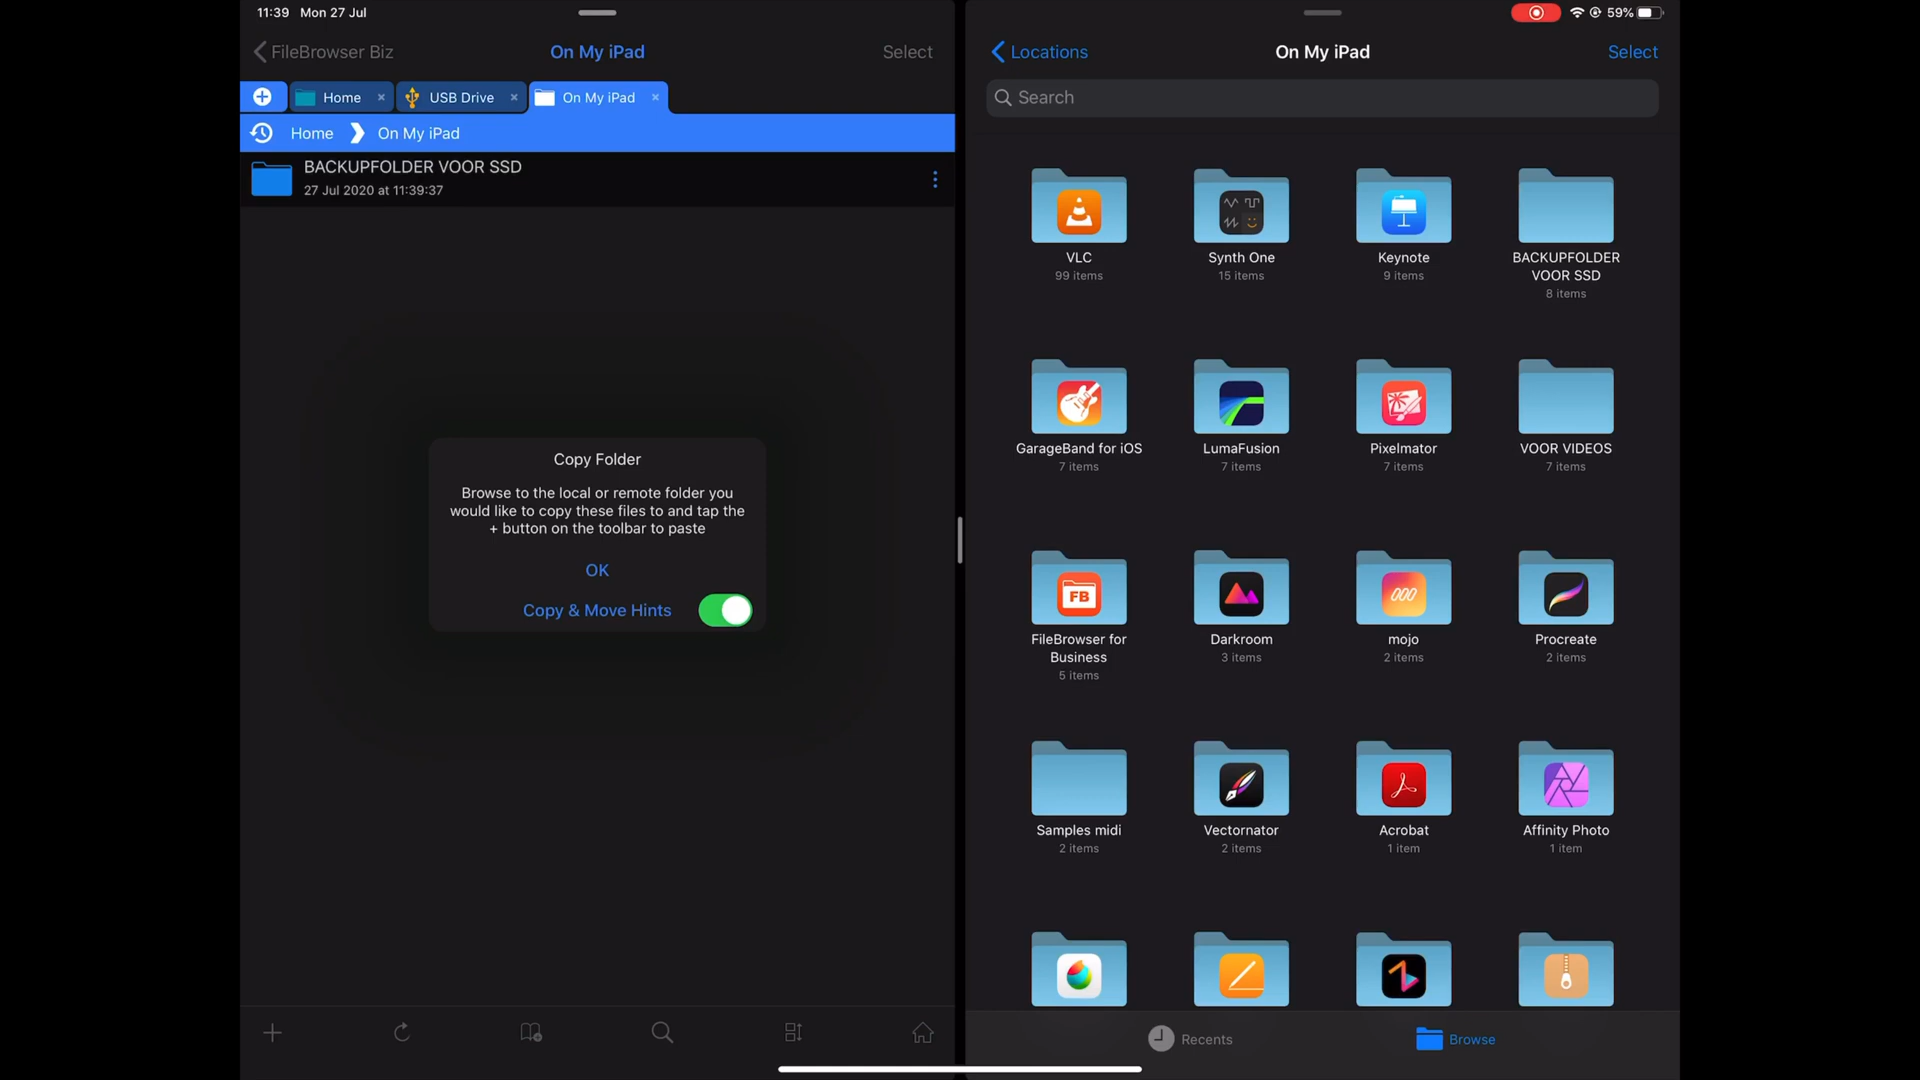 11:39 Mon 27 Jul
FileBrowser Biz
On My iPad
Select
Home
USB Drive
On My iPad
Home
On My iPad
BACKUPFOLDER VOOR SSD
27 Jul 2020 at 11:39:37
Copy Folder
Browse to the local or remote folder you
would like to copy these files to and tap the
+ button on the toolbar to paste
OK
Copy & Move Hints
59%
Locations
On My iPad
Select
Search
VLC
99 items
Synth One
15 items
Keynote
9 items
BACKUPFOLDER
VOOR SSD
8 items
GarageBand for iOS
7 items
LumaFusion
7 items
Pixelmator
7 items
VOOR VIDEOS
7 items
FB
FileBrowser for
Business
5 items
Darkroom
3 items
mojo
2 items
Procreate
2 items
Samples midi
2 items
Vectornator
2 items
Acrobat
1 item
Affinity Photo
1 item
Recents
Browse